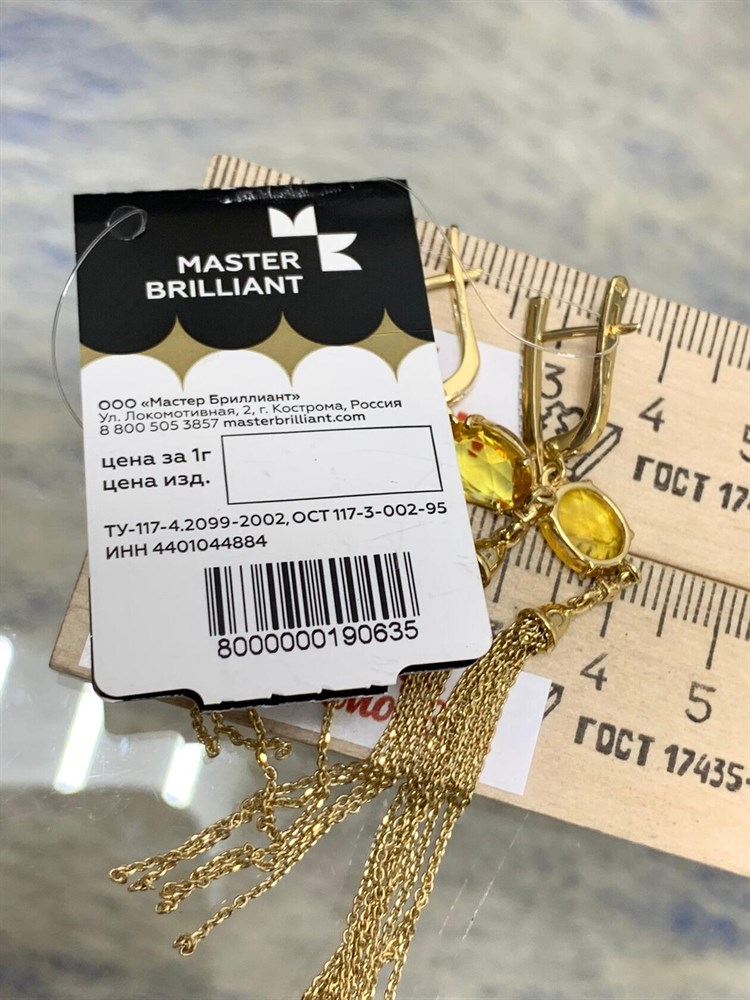 MASTER
BRILLIANT
ООО «Мастер Бриллиант»
Ул. Локомотивная, 2, г. Кострома, Россия
8 800 505 3857 masterbrilliant.com
цена за 1г
цена изд.
ТУ-117-4.2099-2002, ОСТ 117-3-002-95
ИНН 4401044884
8000000190635
3 4 5
ГОСТ 174
4 5
ГОСТ 17435-